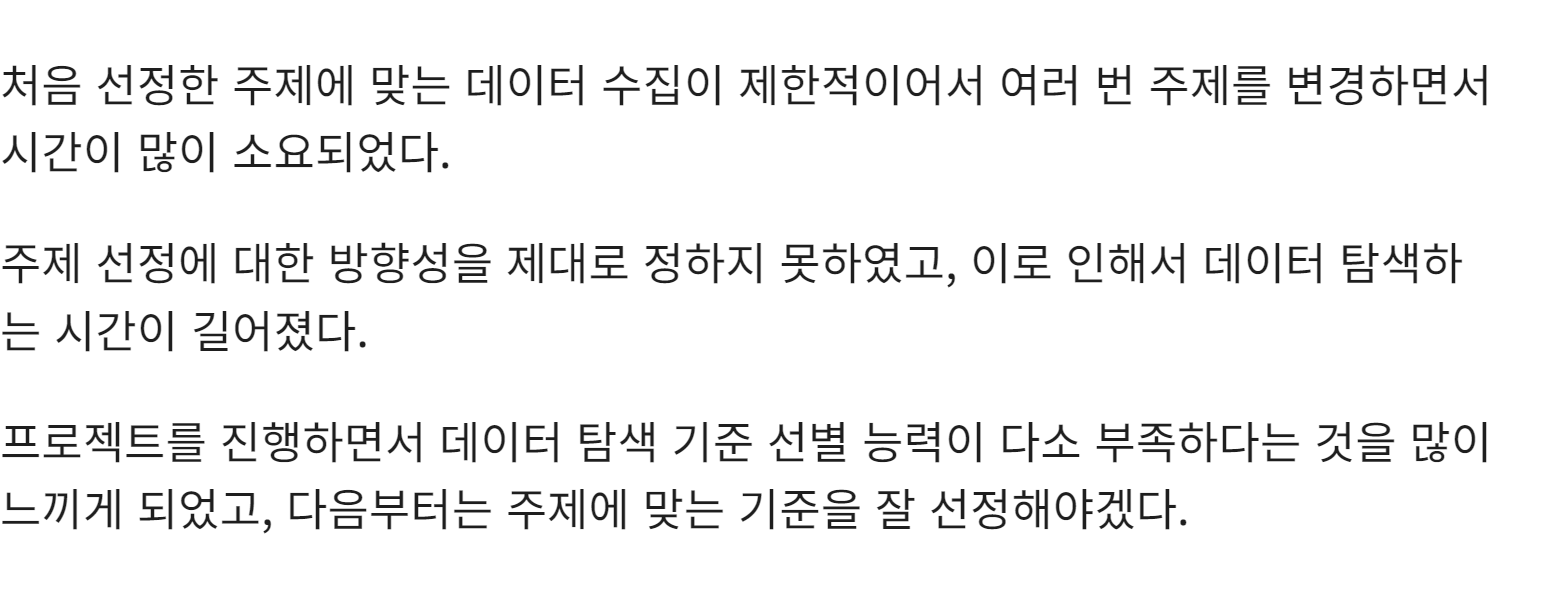 처음 선정한 주제에 맞는 데이터 수집이 제한적이어서 여러 번 주제를 변경하면서
시간이 많이 소요되었다.
주제 선정에 대한 방향성을 제대로 정하지 못하였고, 이로 인해서 데이터 탐색하
는 시간이 길어졌다.
프로젝트를 진행하면서 데이터 탐색 기준 선별 능력이 다소 부족하다는 것을 많이
느끼게 되었고, 다음부터는 주제에 맞는 기준을 잘 선정해야겠다.